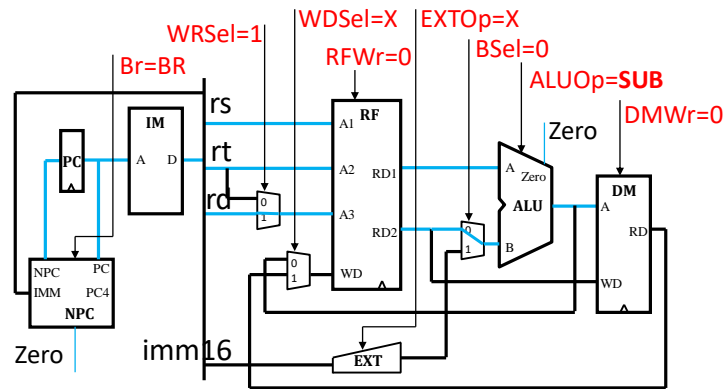 WDSel=X EXTOp=X
WRSel=1 BSel=0
Br=BR RFWr=0 ALUOp=SUB
DMWr=0
rs
IM RF Zero
A1
PC A D rt A2 RD1 A Zero
DM
rd 0 ALU A
1 A3 RD2 0 RD
B
1
NPC PC 0 WD WD
IMM PC4 1
NPC
Zero imm16 EXT